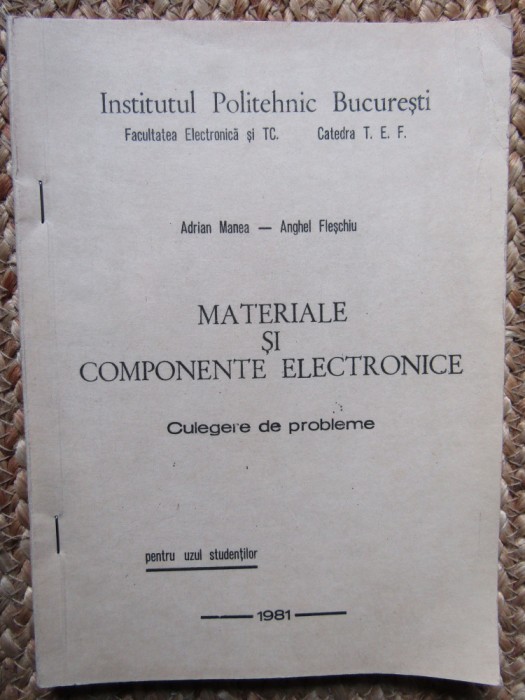 Institutul Politehnic București
Facultatea Electronică și TC. Catedra T. E. F.
Adrian Manea — Anghel Fleșchiu
MATERIALE
ȘI
COMPONENTE ELECTRONICE
Culegere de probleme
pentru uzul studenților
— 1981 —